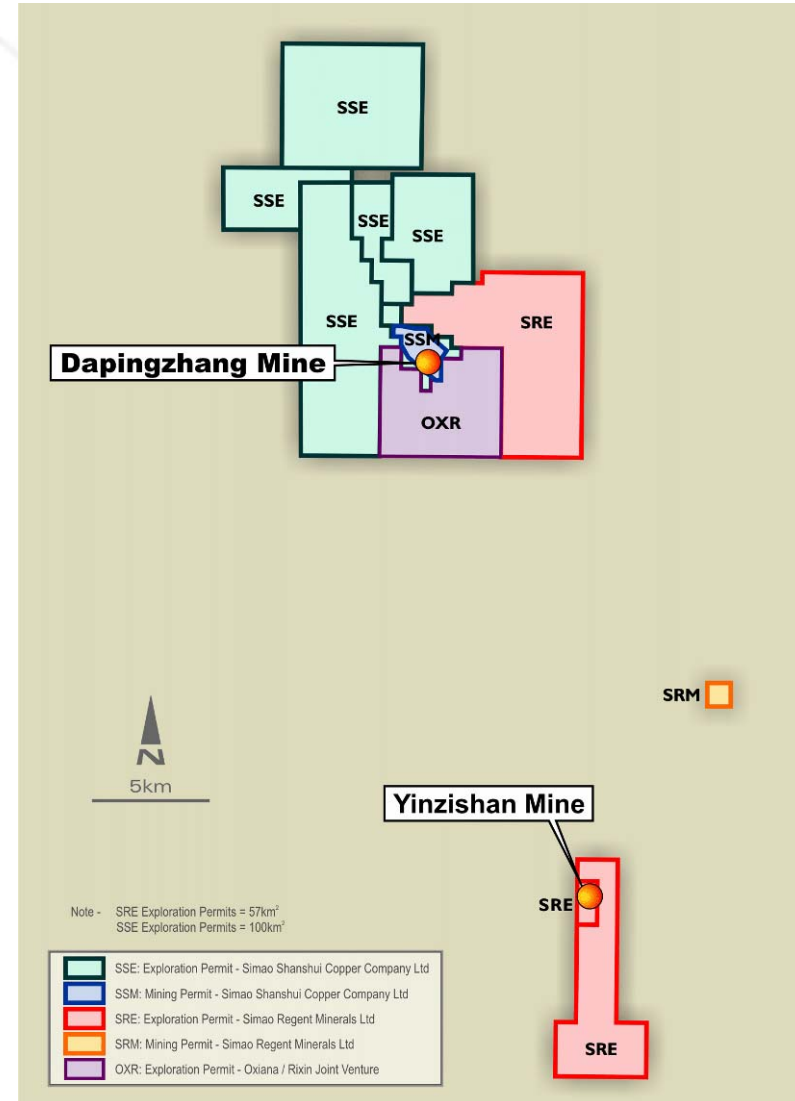 SSE
SSE
SSE
SSE
SSE
SRE
SSM
Dapingzhang Mine
OXR
SRM
N
5km
Yinzishan Mine
SRE
Note - SRE Exploration Permits = 57km²
SSE Exploration Permits = 100km²
SSE: Exploration Permit - Simao Shanshui Copper Company Ltd
SSM: Mining Permit - Simao Shanshui Copper Company Ltd
SRE: Exploration Permit - Simao Regent Minerals Ltd
SRM: Mining Permit - Simao Regent Minerals Ltd
OXR: Exploration Permit - Oxiana / Rixin Joint Venture
SRE